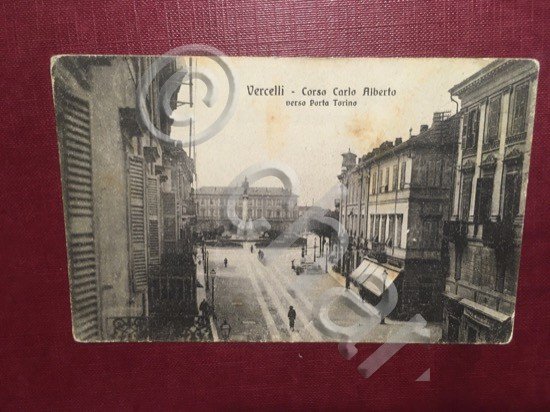 Vercelli - Corso Carlo Alberto
verso Porta Torino
©